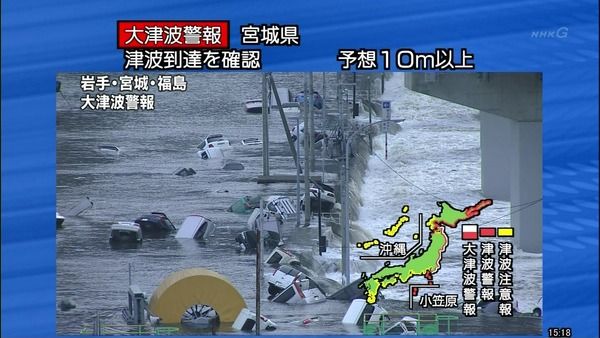 大津波警報 宮城県
NHK G
津波到達を確認 予想10m以上
岩手・宮城・福島
大津波警報
沖縄
小笠原
大津波警報
津波警報
津波注意報
15:18